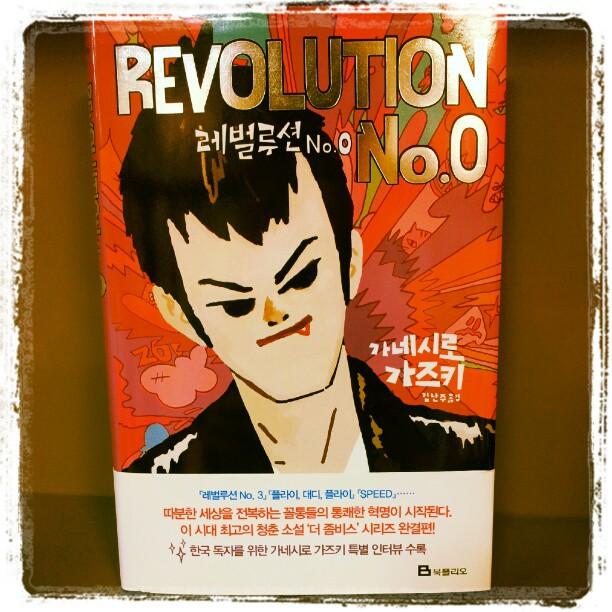 REVOLUTION
No.0
레벌루션 No.0
가네시로
가즈키
김난주 옮김
『레벌루션 No. 3』 『플라이, 대디, 플라이』 『SPEED』……
따분한 세상을 전복하는 꼴통들의 통쾌한 혁명이 시작된다.
이 시대 최고의 청춘 소설 '더 좀비스' 시리즈 완결편!!
한국 독자를 위한 가네시로 가즈키 특별 인터뷰 수록
B 북폴리오